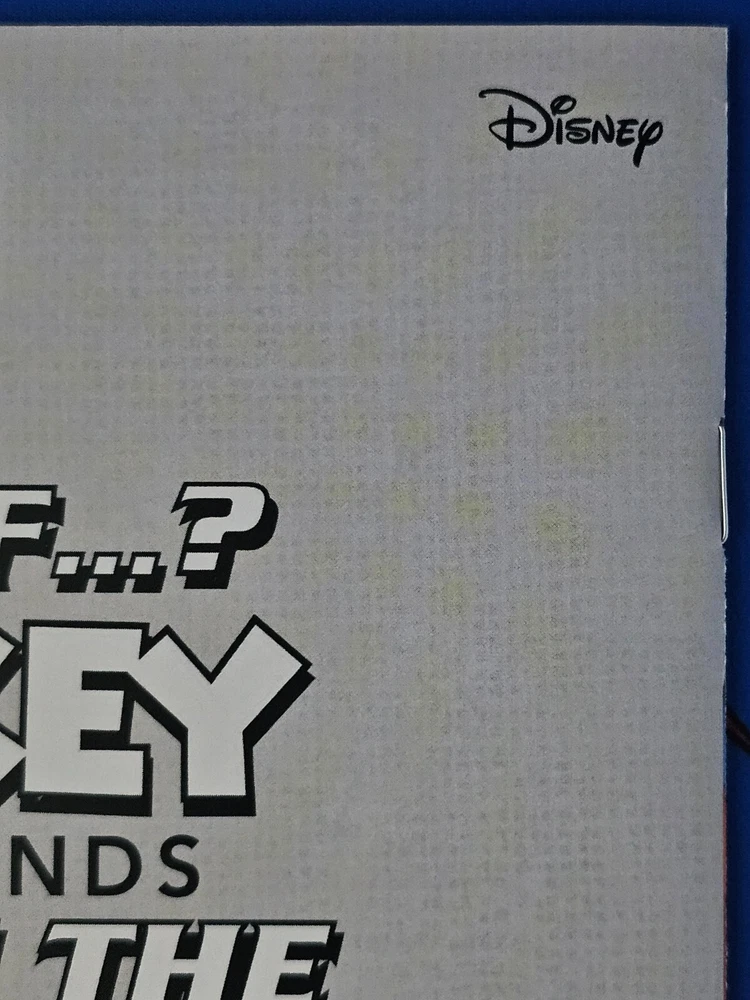 Disney
F...?
KEY
NDS
THE